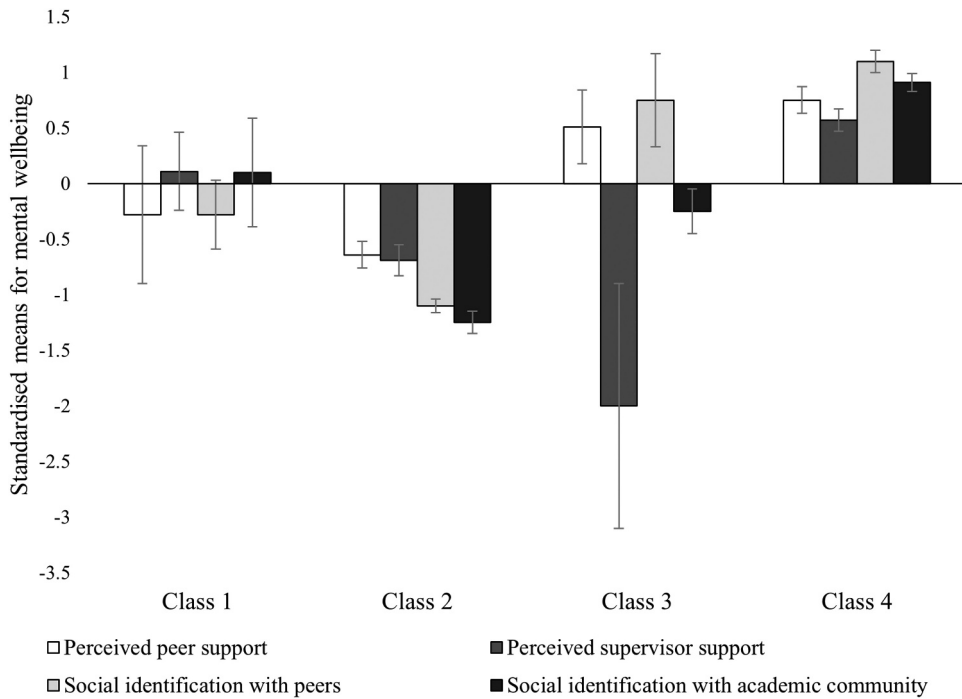 Standardised means for mental wellbeing
1.5
1
0.5
0
-0.5
-1
-1.5
-2
-2.5
-3
-3.5
Class 1
Class 2
Class 3
Class 4
Perceived peer support
Perceived supervisor support
Social identification with peers
Social identification with academic community